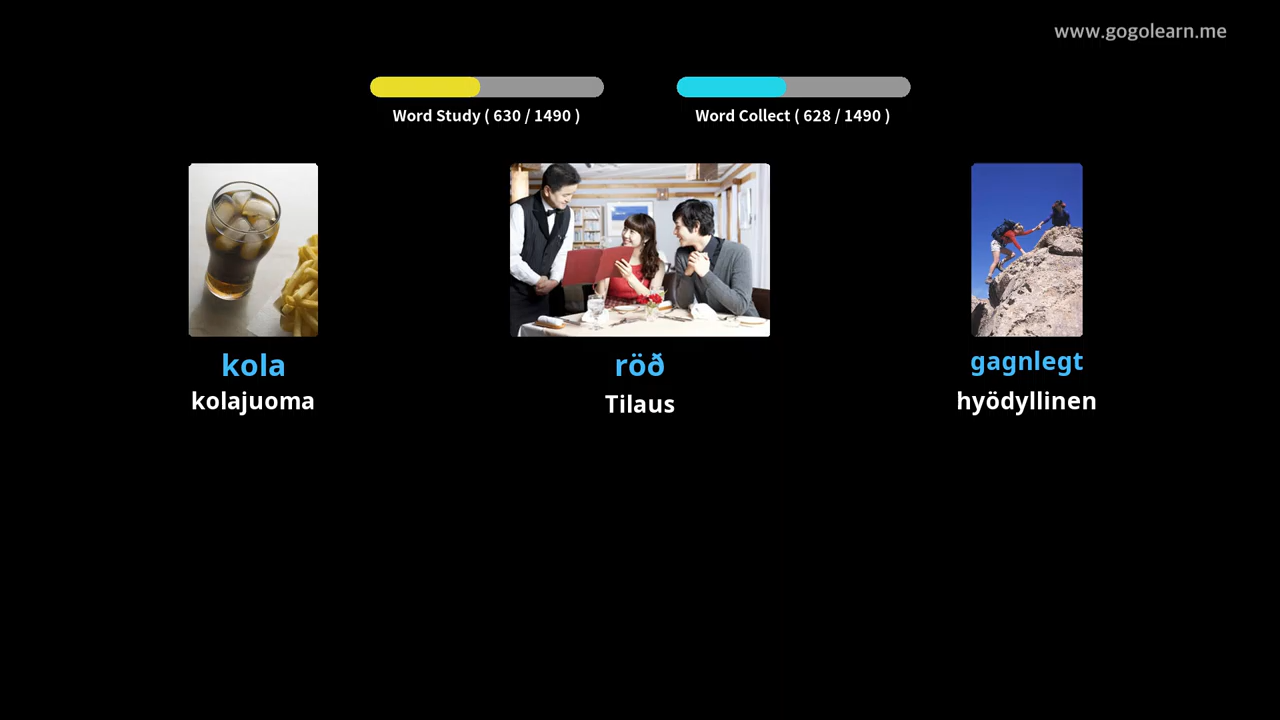 www.gogolearn.me
Word Study ( 630 / 1490 )
Word Collect ( 628 / 1490 )
kola
kolajuoma
röð
Tilaus
gagnlegt
hyödyllinen